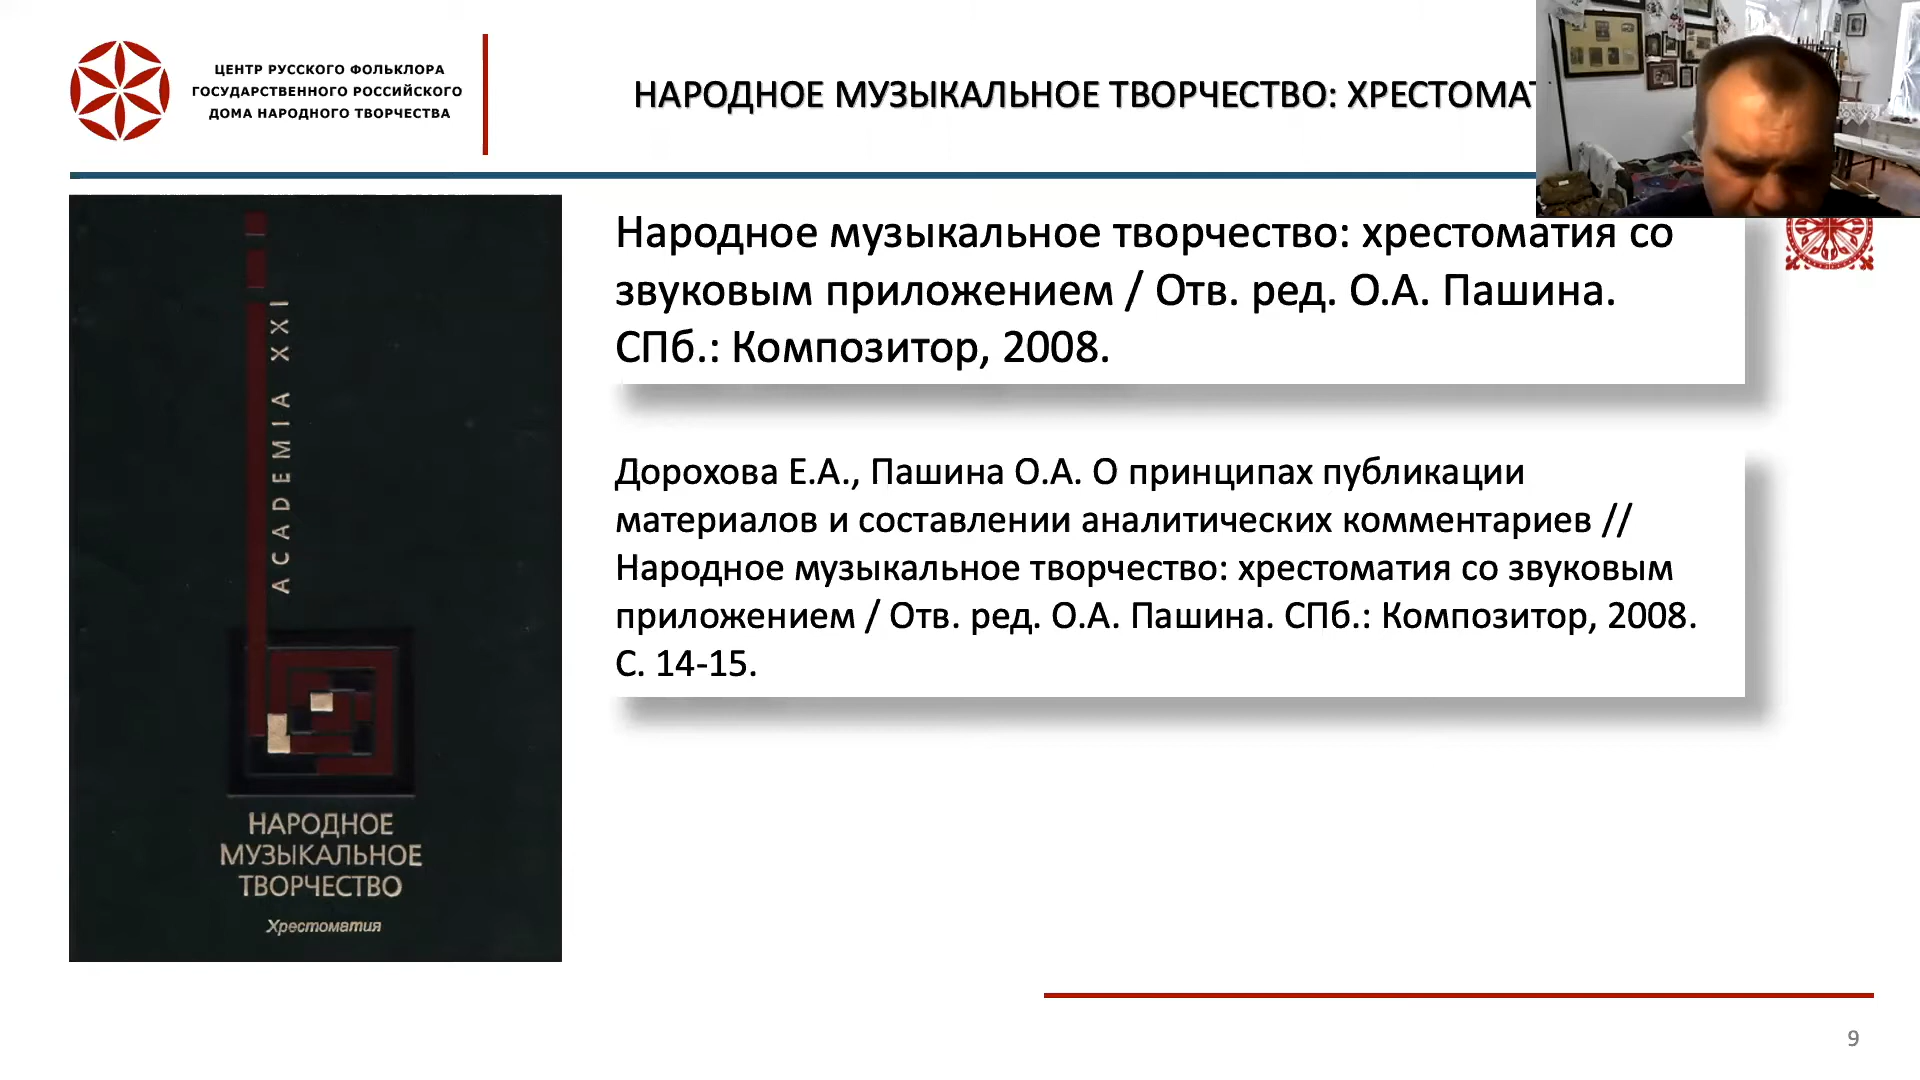 ЦЕНТР РУССКОГО ФОЛЬКЛОРА
ГОСУДАРСТВЕННОГО РОССИЙСКОГО
ДОМА НАРОДНОГО ТВОРЧЕСТВА
НАРОДНОЕ МУЗЫКАЛЬНОЕ ТВОРЧЕСТВО: ХРЕСТОМАТ
Народное музыкальное творчество: хрестоматия со
звуковым приложением / Отв. ред. О.А. Пашина.
СПб.: Композитор, 2008.
Дорохова Е.А., Пашина О.А. О принципах публикации
материалов и составлении аналитических комментариев //
Народное музыкальное творчество: хрестоматия со звуковым
приложением / Отв. ред. О.А. Пашина. СПб.: Композитор, 2008.
С. 14-15.
ACADEMIA XXI
НАРОДНОЕ
МУЗЫКАЛЬНОЕ
ТВОРЧЕСТВО
Хрестоматия
9